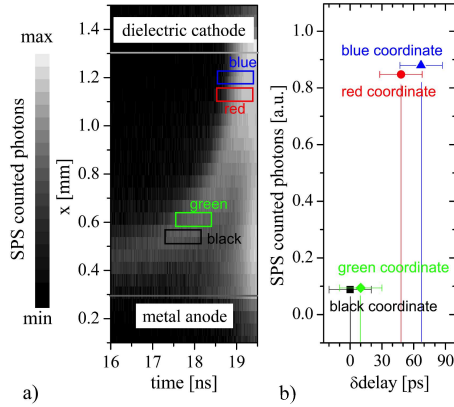 max
min
SPS counted photons
x [mm]
1.4
1.2
1.0
0.8
0.6
0.4
0.2
dielectric cathode
blue
red
green
black
metal anode
16 17 18 19
time [ns]
a)
SPS counted photons [a.u.]
1.0
0.8
0.6
0.4
0.2
0.0
blue coordinate
red coordinate
green coordinate
black coordinate
-30 0 30 60 90
δdelay [ps]
b)